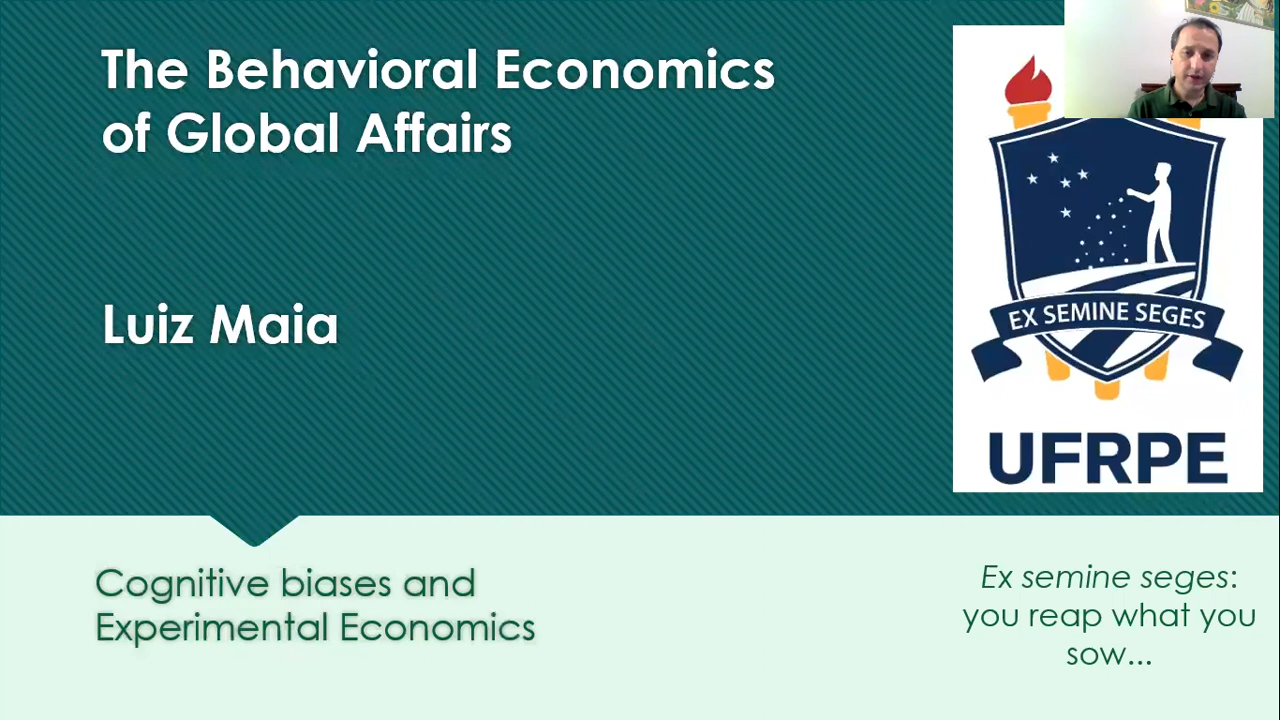 The Behavioral Economics
of Global Affairs
Luiz Maia
EX SEMINE SEGES
UFRPE
Cognitive biases and
Experimental Economics
Ex semine seges:
you reap what you
sow...